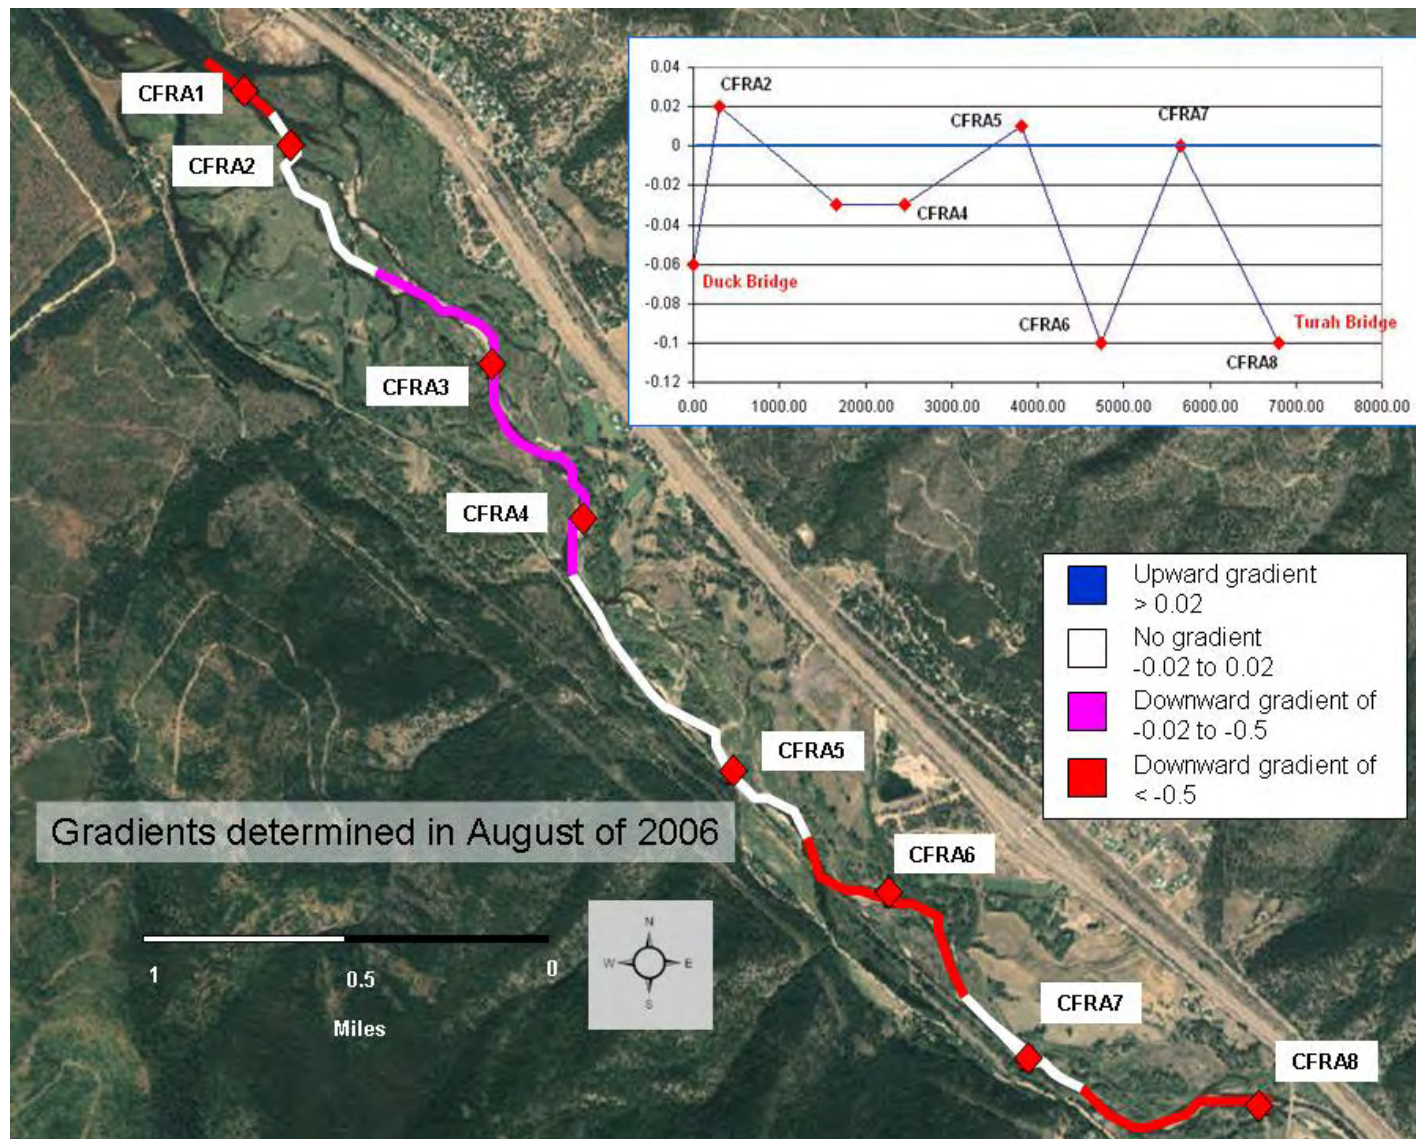 CFRA1
CFRA2
CFRA3
CFRA4
CFRA5
CFRA6
CFRA7
CFRA8
0.04
0.02
0
-0.02
-0.04
-0.06
-0.08
-0.1
-0.12
0.00 1000.00 2000.00 3000.00 4000.00 5000.00 6000.00 7000.00 8000.00
CFRA2
CFRA4
CFRA5
CFRA6
CFRA7
CFRA8
Duck Bridge
Turah Bridge
Upward gradient
> 0.02
No gradient
-0.02 to 0.02
Downward gradient of
-0.02 to -0.5
Downward gradient of
< -0.5
Gradients determined in August of 2006
1 0.5 0
Miles
N
W E
S